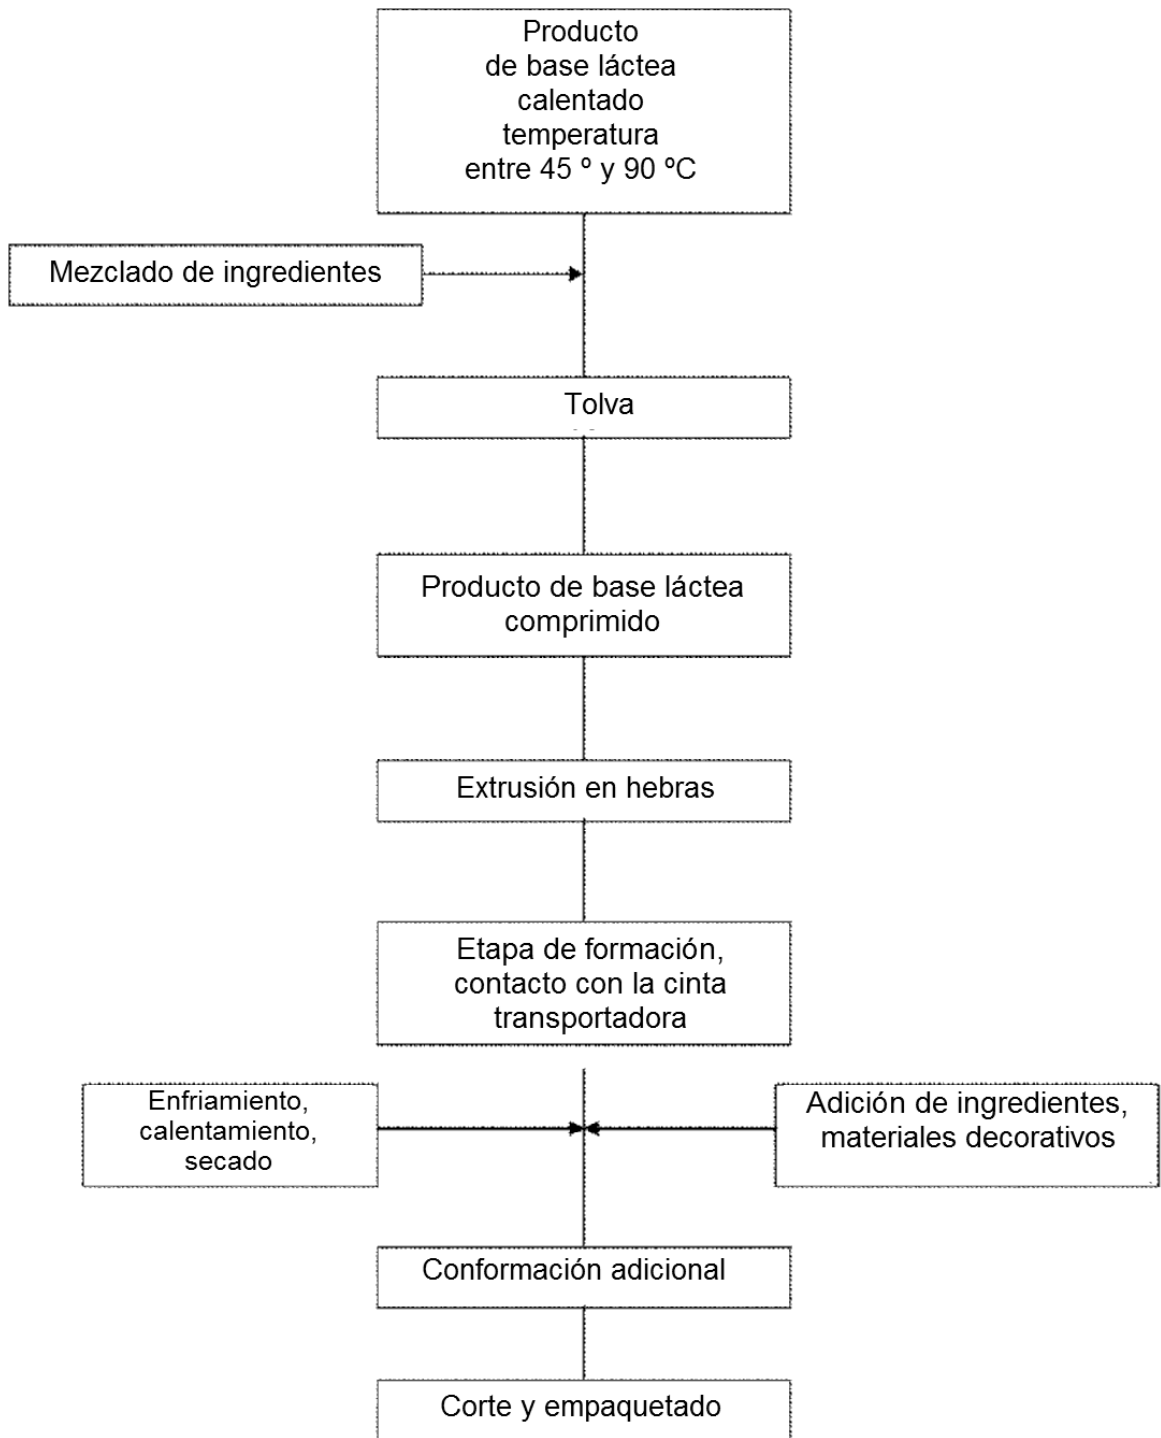 Producto
de base láctea
calentado
temperatura
entre 45 º y 90 ºC
Mezclado de ingredientes
Tolva
Producto de base láctea
comprimido
Extrusión en hebras
Etapa de formación,
contacto con la cinta
transportadora
Enfriamiento,
calentamiento,
secado
Adición de ingredientes,
materiales decorativos
Conformación adicional
Corte y empaquetado